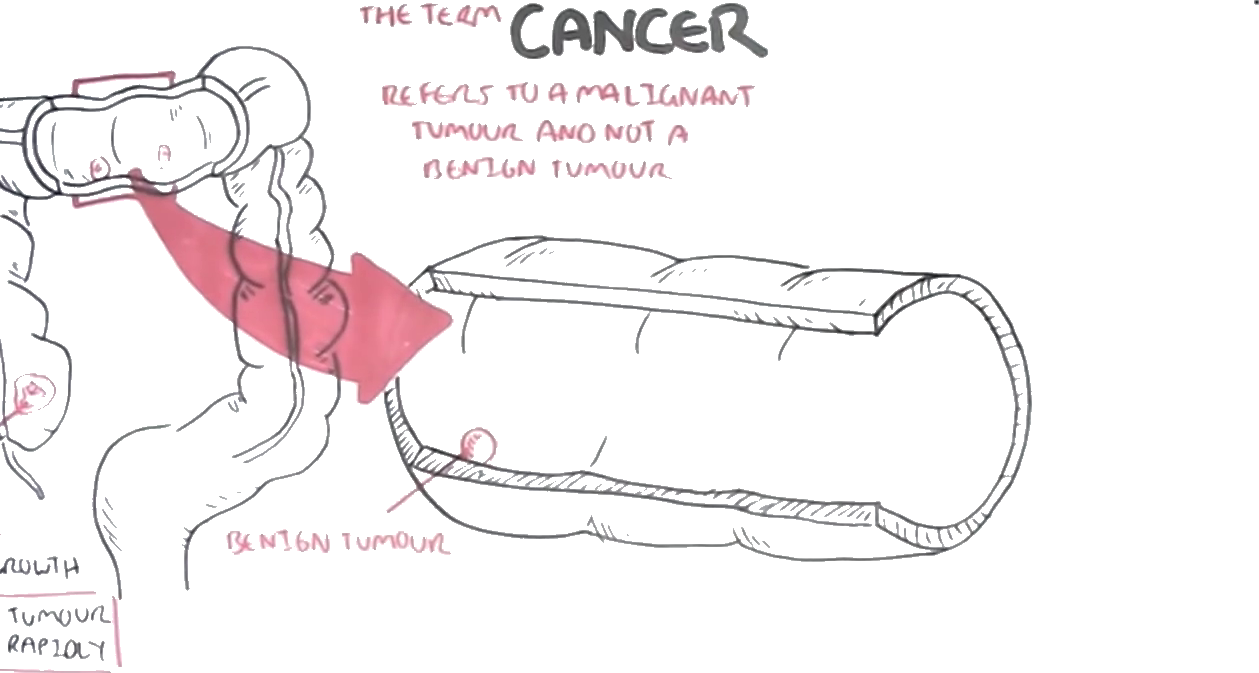 THE TERM CANCER
REFERS TO A MALIGNANT
TUMOUR AND NOT A
BENIGN TUMOUR
BENIGN TUMOUR
ROWTH
TUMOUR
RAPIDLY